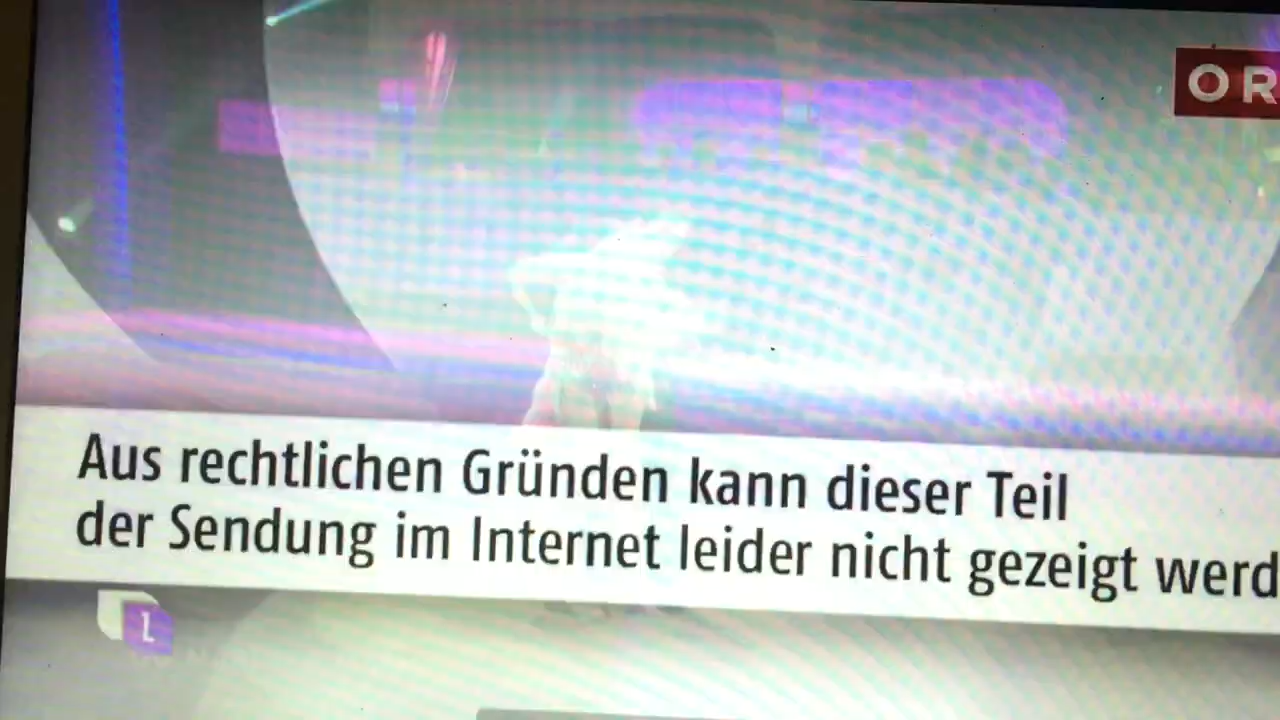 OR
Aus rechtlichen Gründen kann dieser Teil
der Sendung im Internet leider nicht gezeigt werd